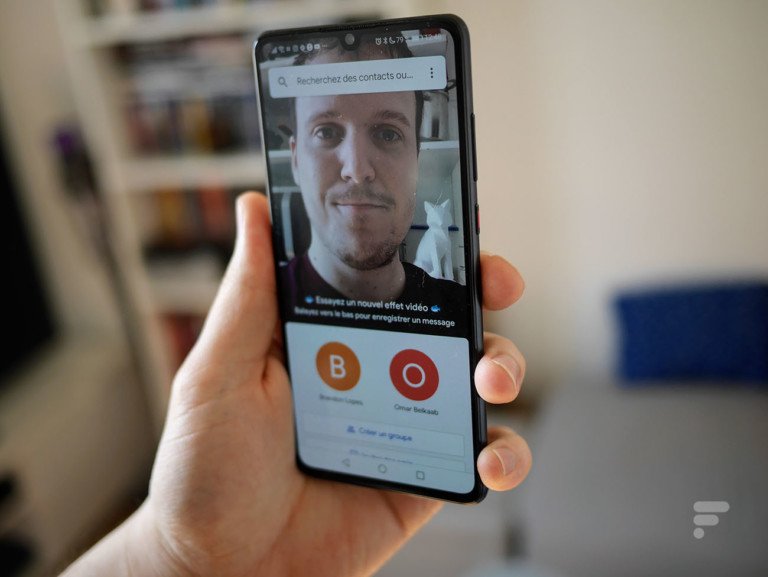 Recherchez des contacts ou...
Essayez un nouvel effet vidéo
Balayez vers le bas pour enregistrer un message
B
O
Brandon Lopes
Omar Belkaab
Créer un groupe